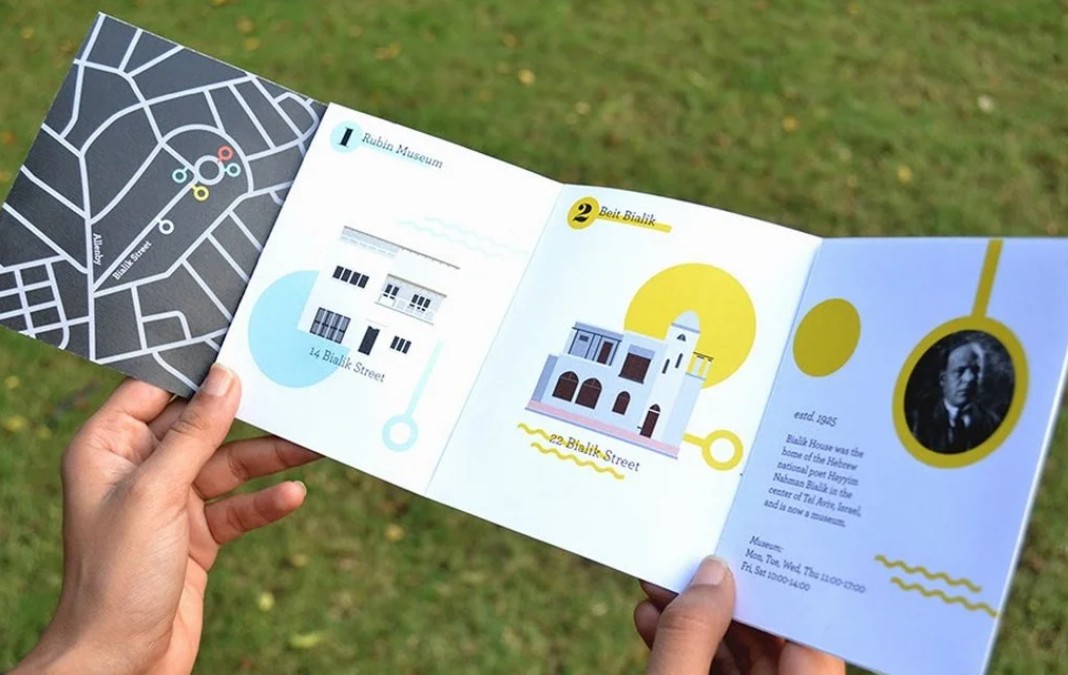 Allenby
Bialik Street
1
Rubin Museum
14 Bialik Street
2
Beit Bialik
22 Bialik Street
estd. 1925
Bialik House was the
home of the Hebrew
national poet Hayyim
Nahman Bialik in the
center of Tel Aviv, Israel,
and is now a museum.
Museum:
Mon, Tue, Wed, Thu 11:00-17:00
Fri, Sat 10:00-14:00